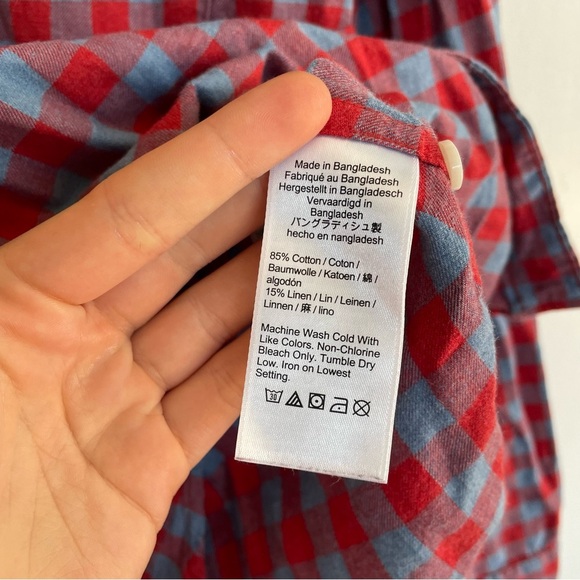 Made in Bangladesh
Fabriqué au Bangladesh
Hergestellt in Bangladesch
Vervaardigd in
Bangladesh
バングラディシュ製
hecho en nangladesh
85% Cotton / Coton /
Baumwolle / Katoen / 綿 /
algodón
15% Linen / Lin / Leinen /
Linnen / 麻 / lino
Machine Wash Cold With
Like Colors. Non-Chlorine
Bleach Only. Tumble Dry
Low. Iron on Lowest
Setting.
30